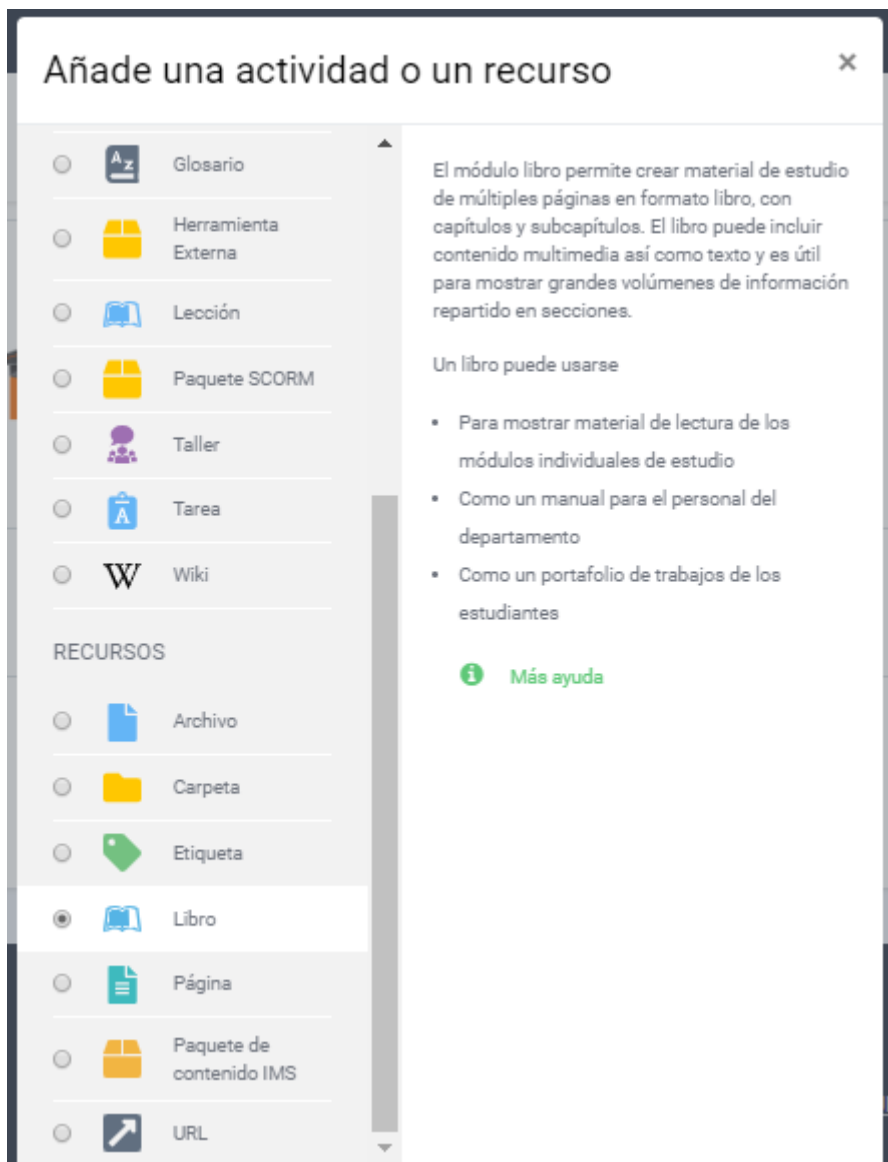 Añade una actividad o un recurso
×
Glosario
Herramienta
Externa
Lección
Paquete SCORM
Taller
Tarea
Wiki
RECURSOS
Archivo
Carpeta
Etiqueta
Libro
Página
Paquete de
contenido IMS
URL
El módulo libro permite crear material de estudio
de múltiples páginas en formato libro, con
capítulos y subcapítulos. El libro puede incluir
contenido multimedia así como texto y es útil
para mostrar grandes volúmenes de información
repartido en secciones.
Un libro puede usarse
• Para mostrar material de lectura de los
módulos individuales de estudio
• Como un manual para el personal del
departamento
• Como un portafolio de trabajos de los
estudiantes
Más ayuda